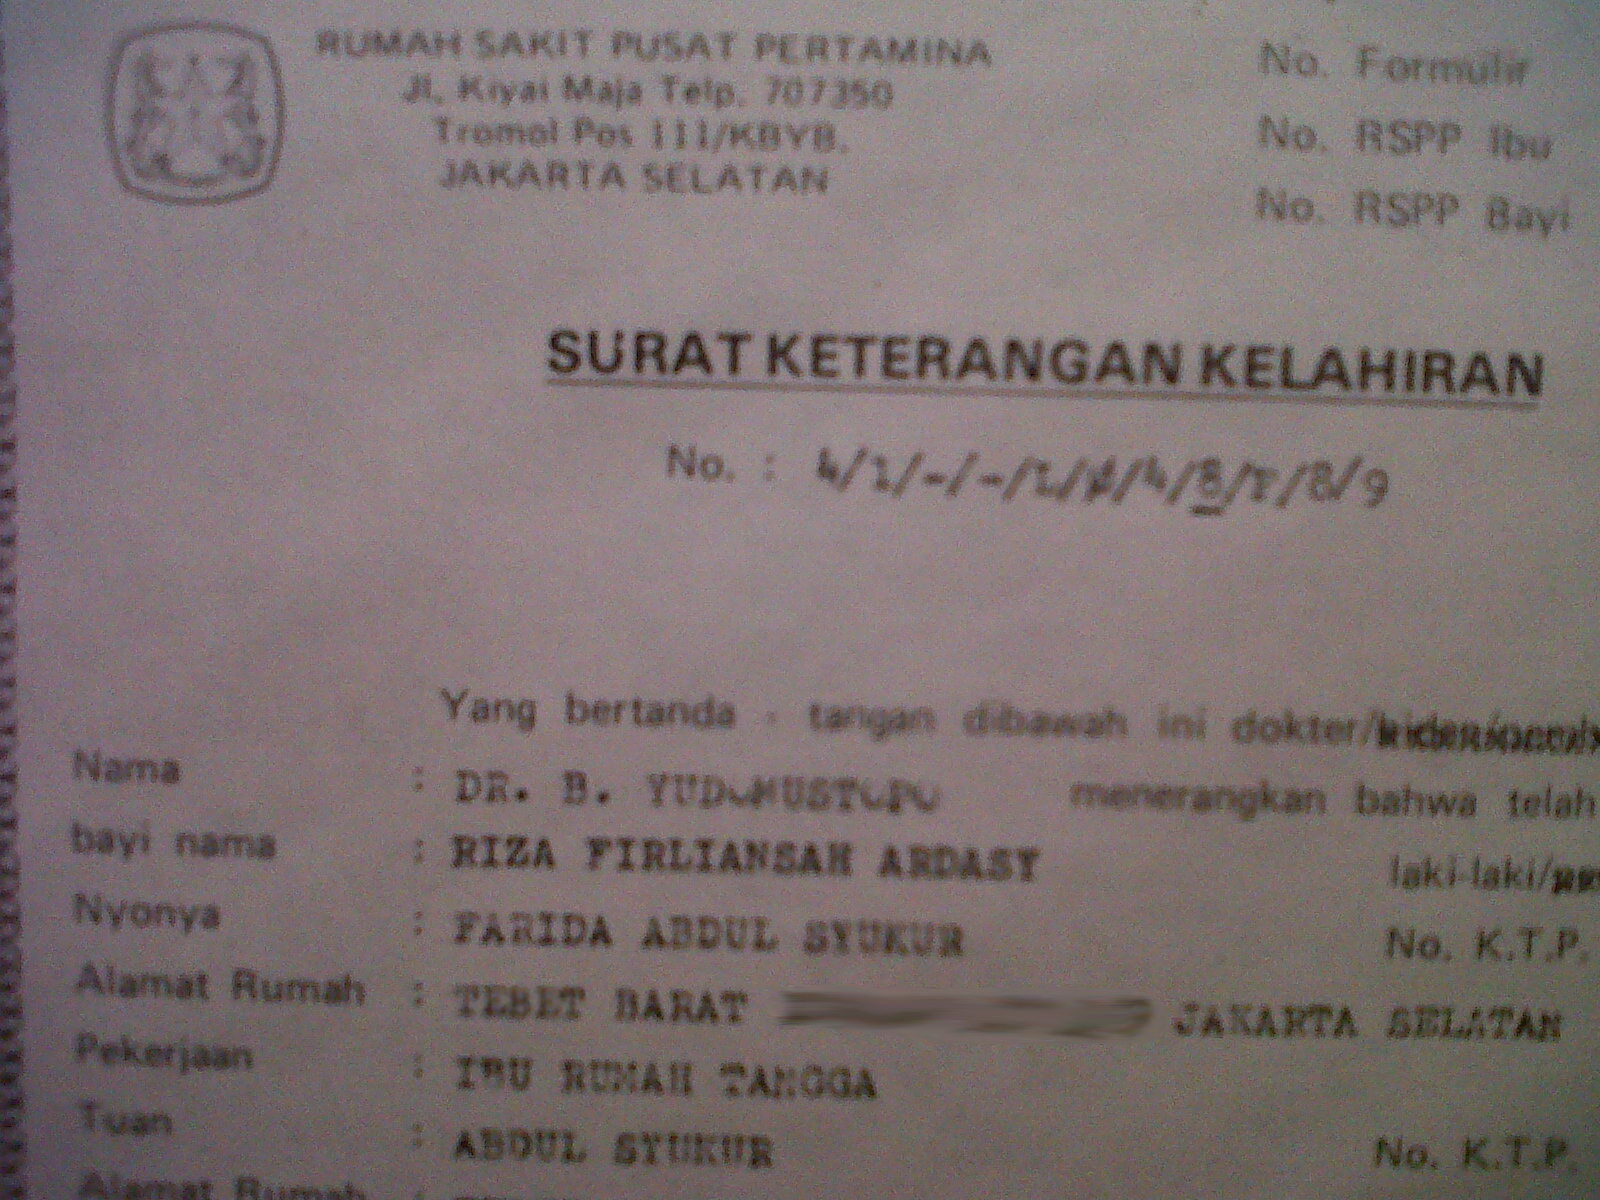 RUMAH SAKIT PUSAT PERTAMINA
Jl. Kiyai Maja Telp. 707350
Tromol Pos 111/KBYB.
JAKARTA SELATAN
No. Formulir
No. RSPP Ibu
No. RSPP Bayi
SURAT KETERANGAN KELAHIRAN
No. :
Yang bertanda - tangan dibawah ini dokter/
Nama : DR. B. menerangkan bahwa telah
bayi nama : RIZA FIRLIANSAH ARDAST laki-laki/
Nyonya : FARIDA ABDUL SYUKUR No. K.T.P.
Alamat Rumah : TEBET BARAT JAKARTA SELATAN
Pekerjaan : IBU RUMAH TANGGA
Tuan : ABDUL SYUKUR No. K.T.P.
Alamat Rumah